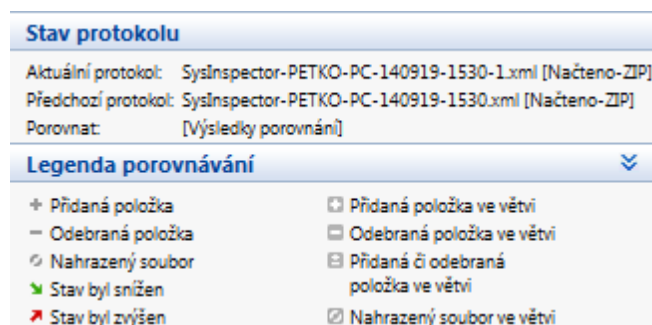 Stav protokolu
Aktuální protokol: SysInspector-PETKO-PC-140919-1530-1.xml [Načteno-ZIP]
Předchozí protokol: SysInspector-PETKO-PC-140919-1530.xml [Načteno-ZIP]
Porovnat: [Výsledky porovnání]
Legenda porovnávání
Přidaná položka
Odebraná položka
Nahrazený soubor
Stav byl snížen
Stav byl zvýšen
Přidaná položka ve větvi
Odebraná položka ve větvi
Přidaná či odebraná
položka ve větvi
Nahrazený soubor ve větvi